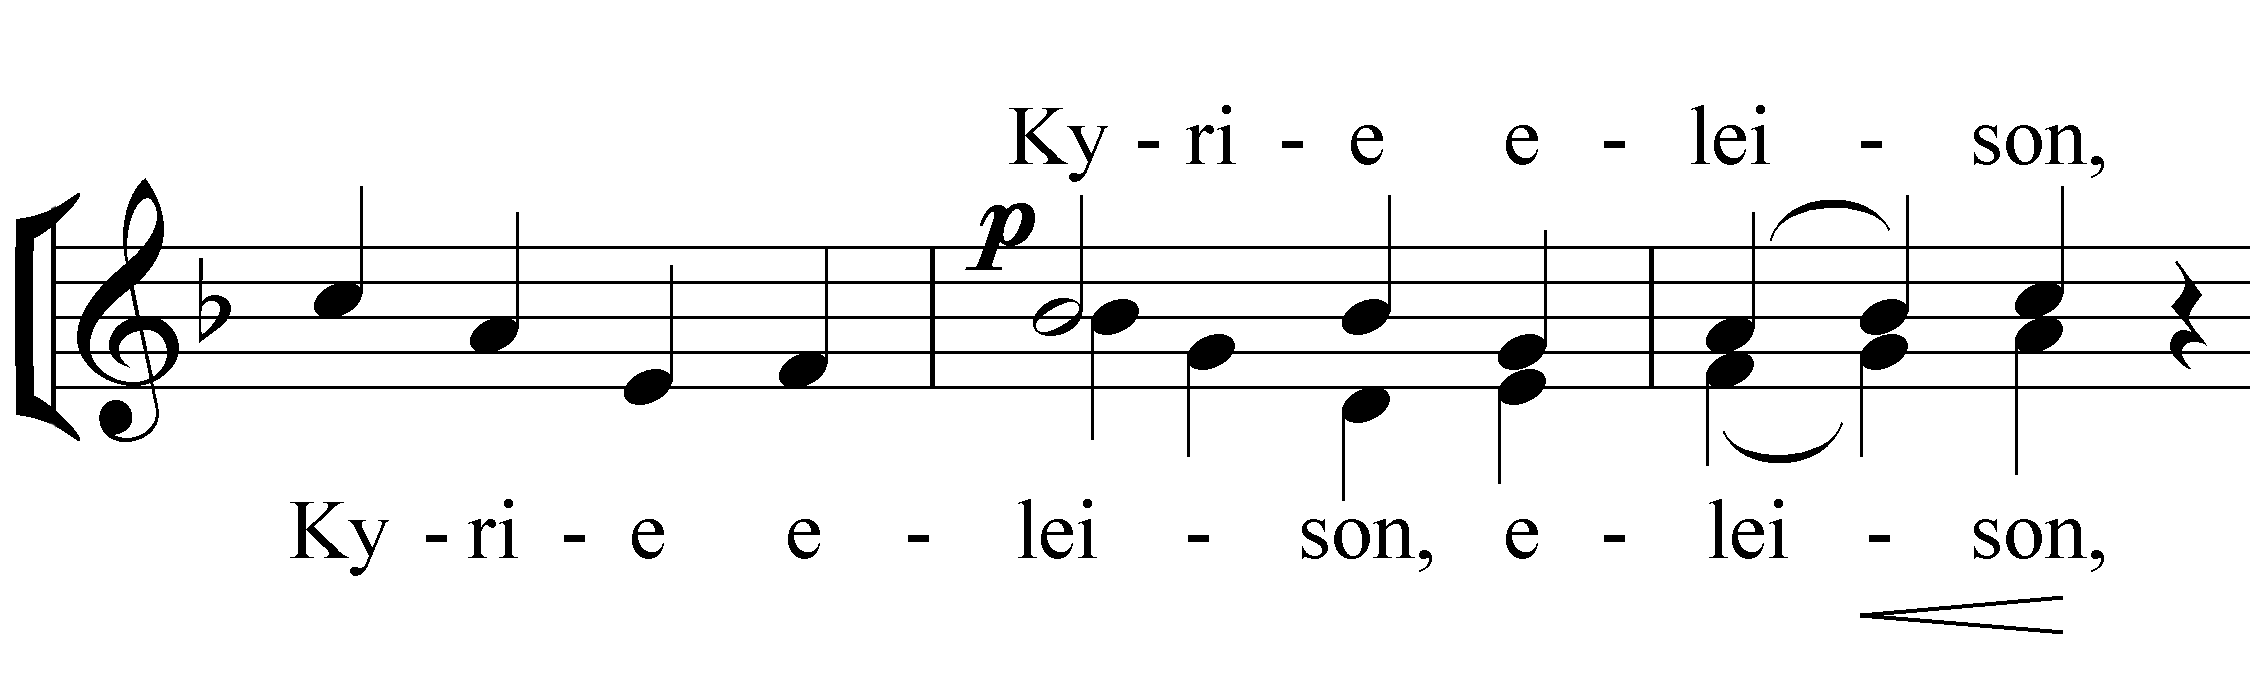 Ky - ri - e e - lei - son,
p
Ky - ri - e e - lei - son, e - lei - son,